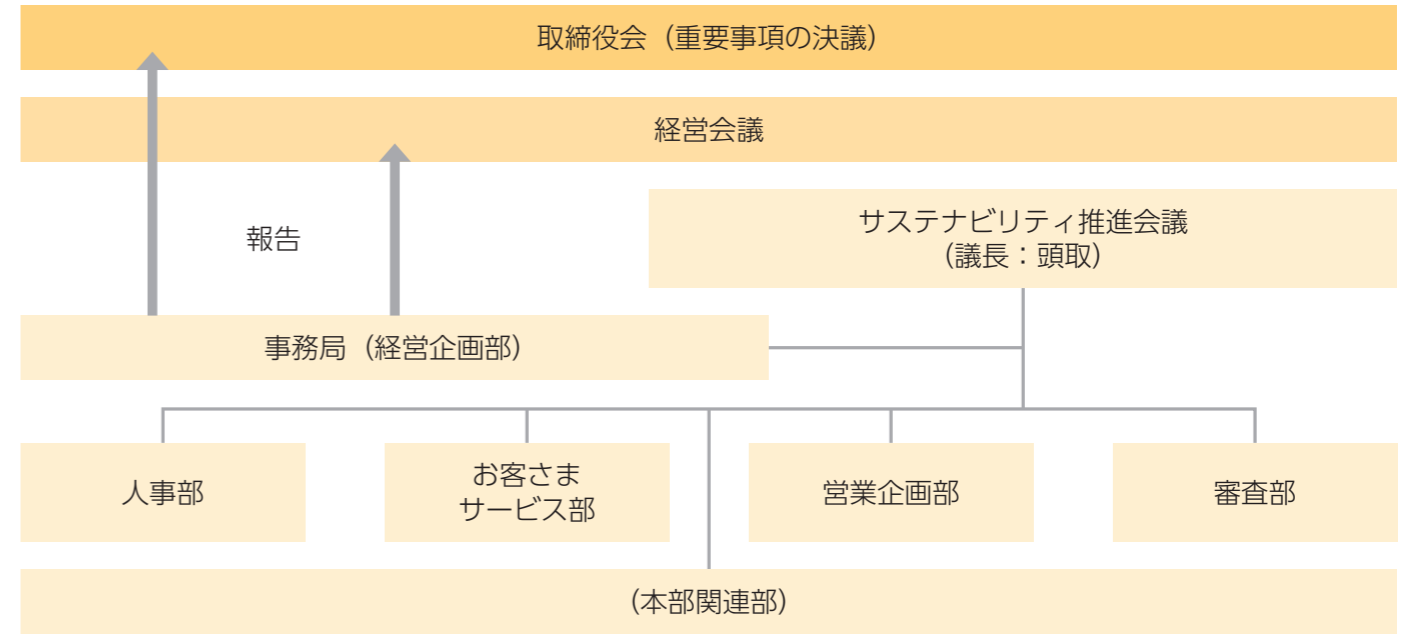 取締役会（重要事項の決議）
経営会議
サステナビリティ推進会議
（議長：頭取）
報告
事務局（経営企画部）
人事部
お客さま
サービス部
営業企画部
審査部
（本部関連部）